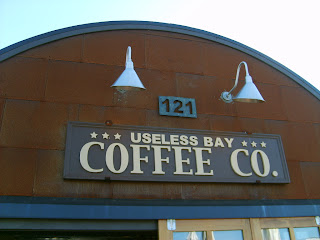 121
★★★ USELESS BAY ★★★
COFFEE CO.